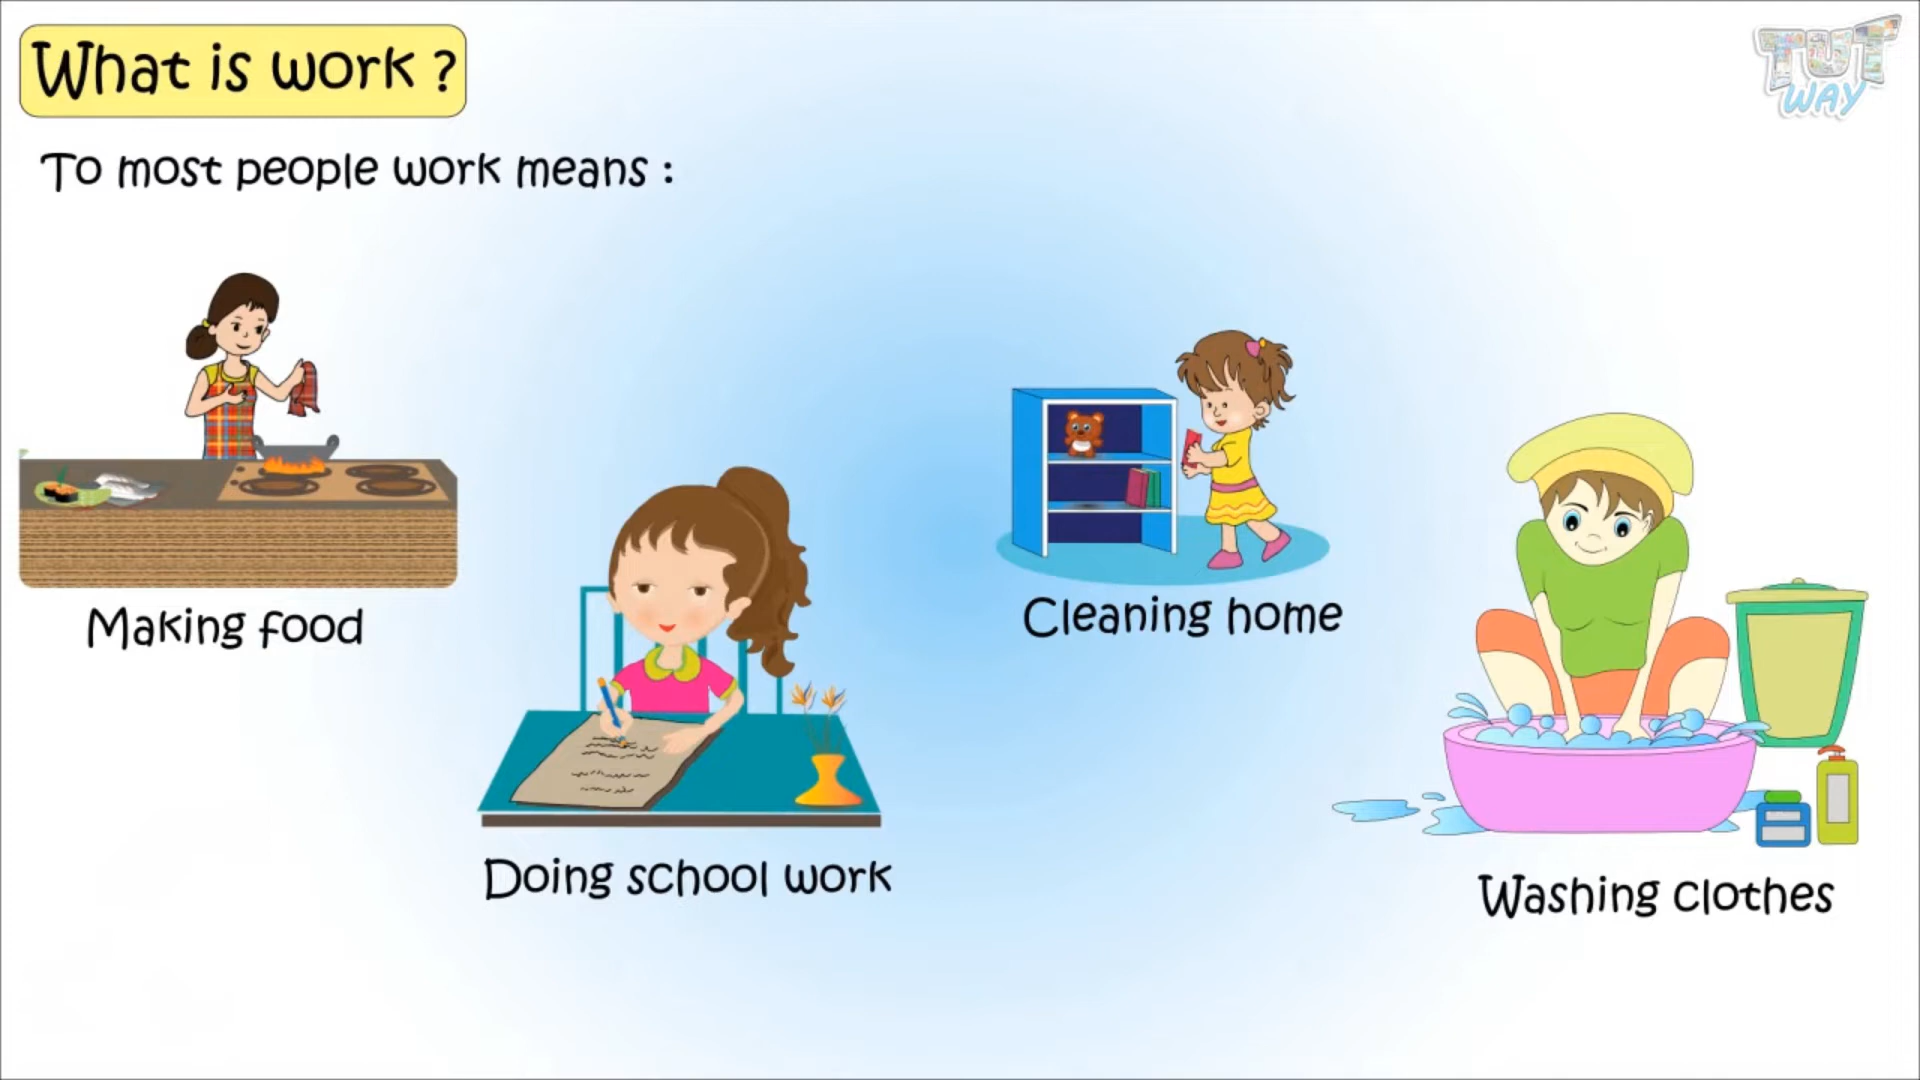 What is work ?
TUT
WAY
To most people work means :
Making food
Cleaning home
Doing school work
Washing clothes